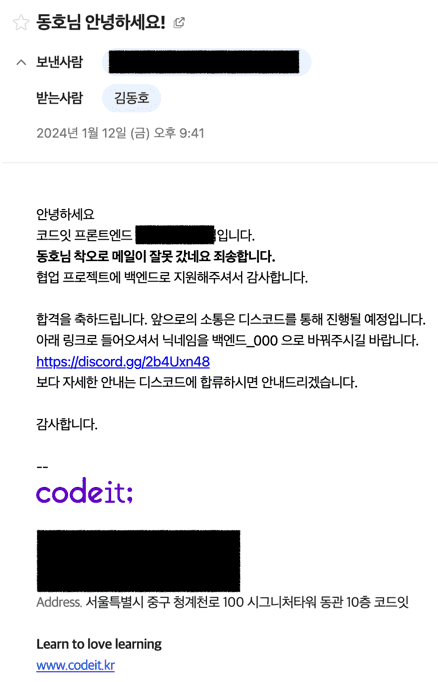 동호님 안녕하세요!
보낸사람
받는사람 김동호
2024년 1월 12일 (금) 오후 9:41
안녕하세요
코드잇 프론트엔드 입니다.
동호님 착오로 메일이 잘못 갔네요 죄송합니다.
협업 프로젝트에 백엔드로 지원해주셔서 감사합니다.
합격을 축하드립니다. 앞으로의 소통은 디스코드를 통해 진행될 예정입니다.
아래 링크로 들어오셔서 닉네임을 백엔드_000 으로 바꿔주시길 바랍니다.
https://discord.gg/2b4Uxn48
보다 자세한 안내는 디스코드에 합류하시면 안내드리겠습니다.
감사합니다.
--
codeit;
Address. 서울특별시 중구 청계천로 100 시그니처타워 동관 10층 코드잇
Learn to love learning
www.codeit.kr